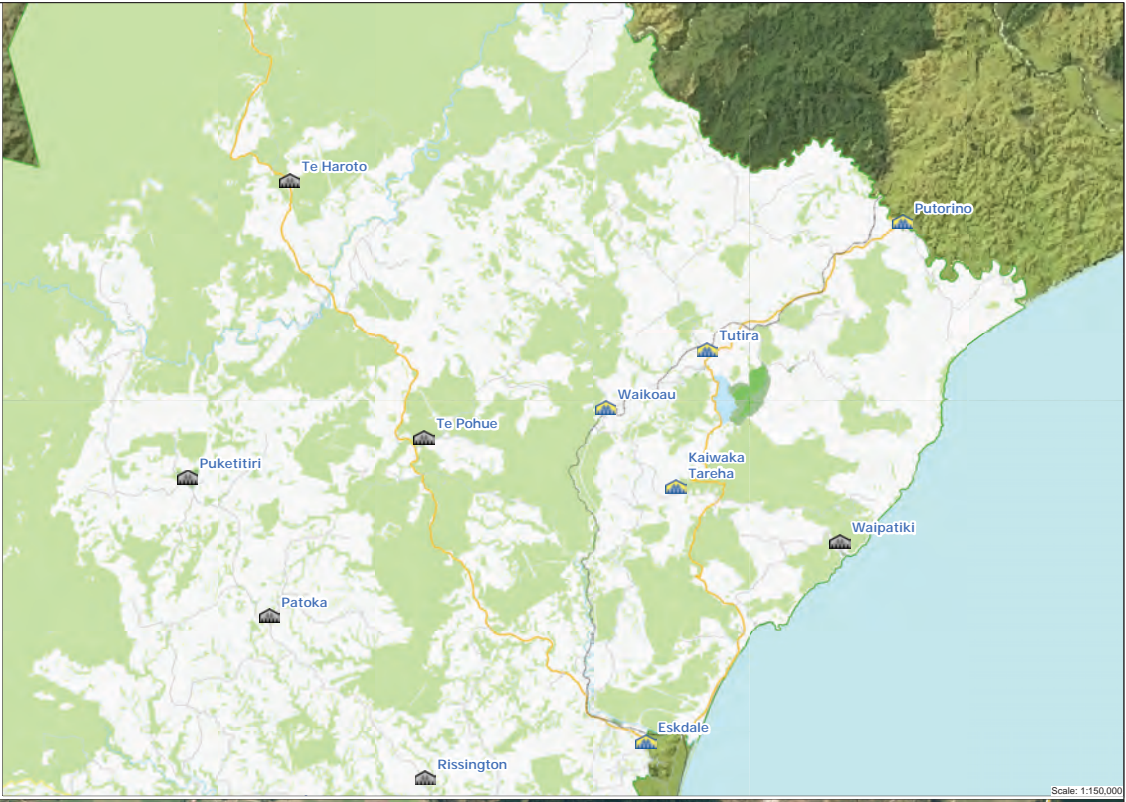 Te Haroto
Putorino
Tutira
Waikoau
Te Pohue
Kaiwaka
Tareha
Puketitiri
Waipatiki
Patoka
Eskdale
Rissington
Scale: 1:150,000